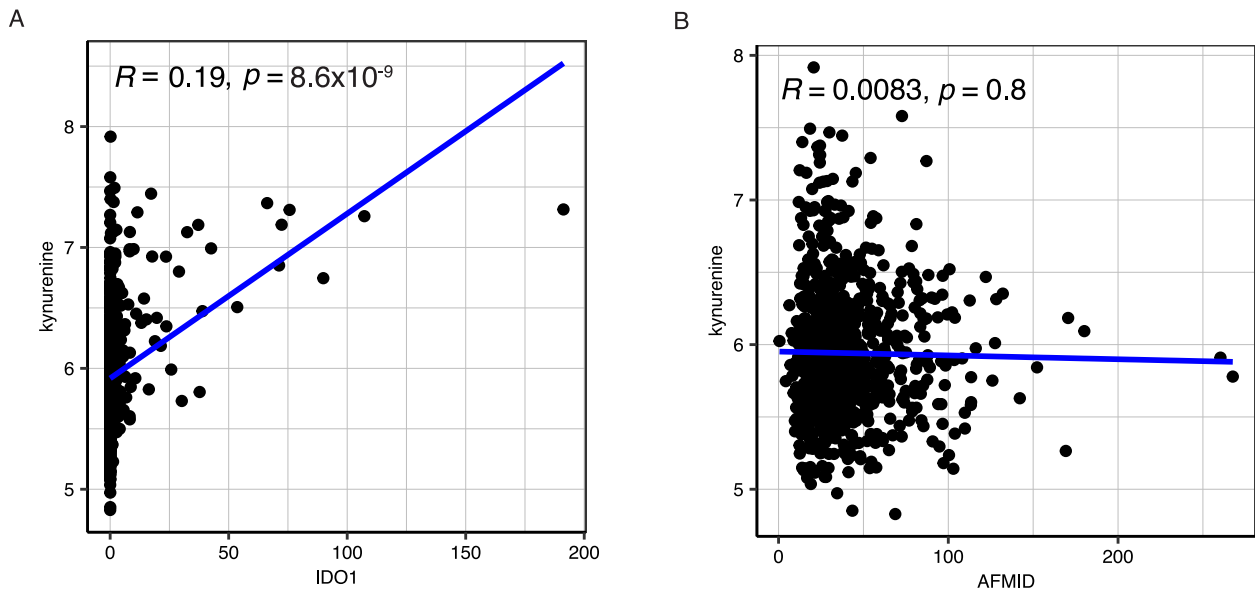 A
R = 0.19, p = 8.6x10⁻⁹
8
7
6
5
kynurenine
0 50 100 150 200
IDO1
B
R = 0.0083, p = 0.8
8
7
6
5
kynurenine
0 100 200
AFMID